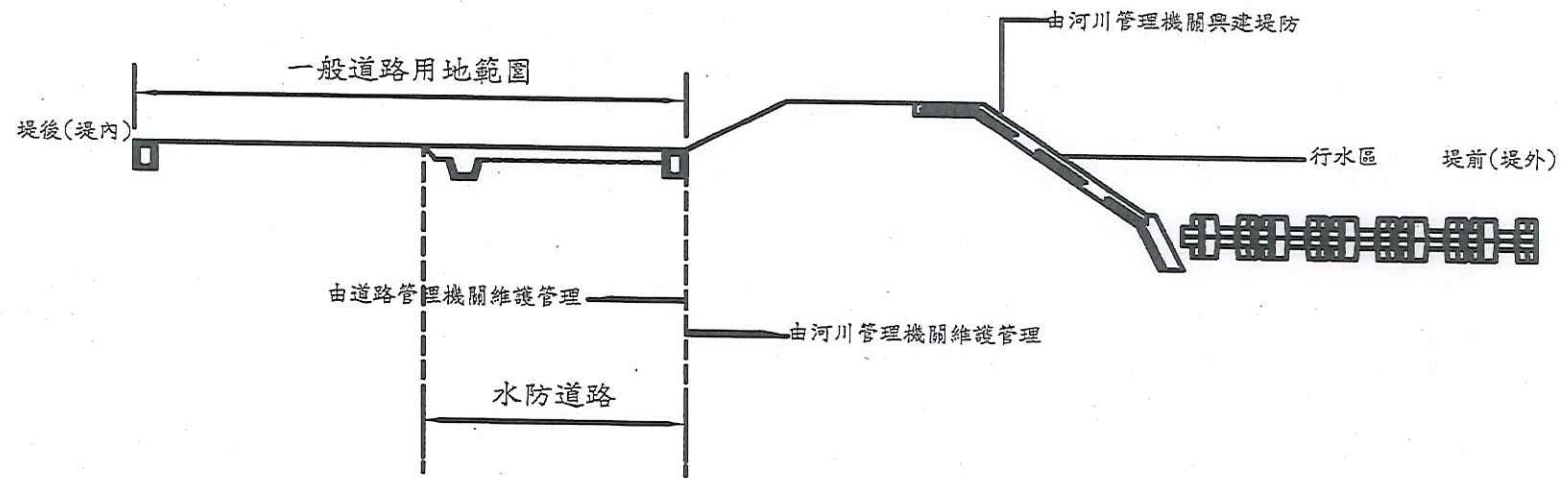 由河川管理機關興建堤防
一般道路用地範圍
堤後(堤內)
行水區
堤前(堤外)
由道路管理機關維護管理
由河川管理機關維護管理
水防道路